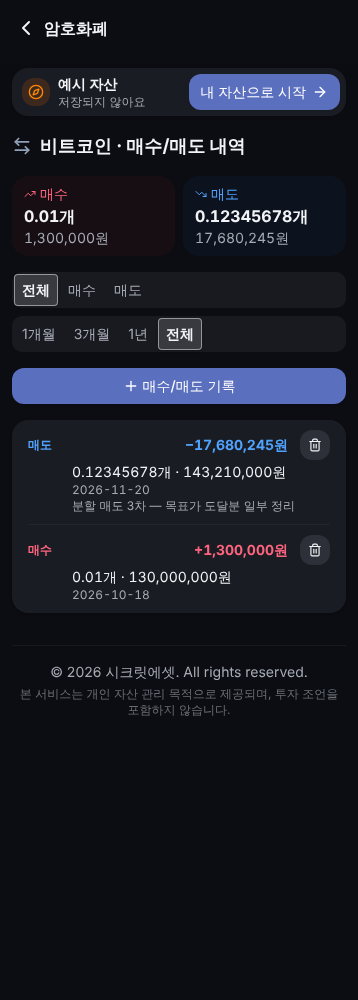 암호화폐
예시 자산
저장되지 않아요
내 자산으로 시작
비트코인 · 매수/매도 내역
매수
0.01개
1,300,000원
매도
0.12345678개
17,680,245원
전체 매수 매도
1개월 3개월 1년 전체
매수/매도 기록
매도 −17,680,245원
0.12345678개 · 143,210,000원
2026-11-20
분할 매도 3차 — 목표가 도달분 일부 정리
매수 +1,300,000원
0.01개 · 130,000,000원
2026-10-18
© 2026 시크릿에셋. All rights reserved.
본 서비스는 개인 자산 관리 목적으로 제공되며, 투자 조언을
포함하지 않습니다.